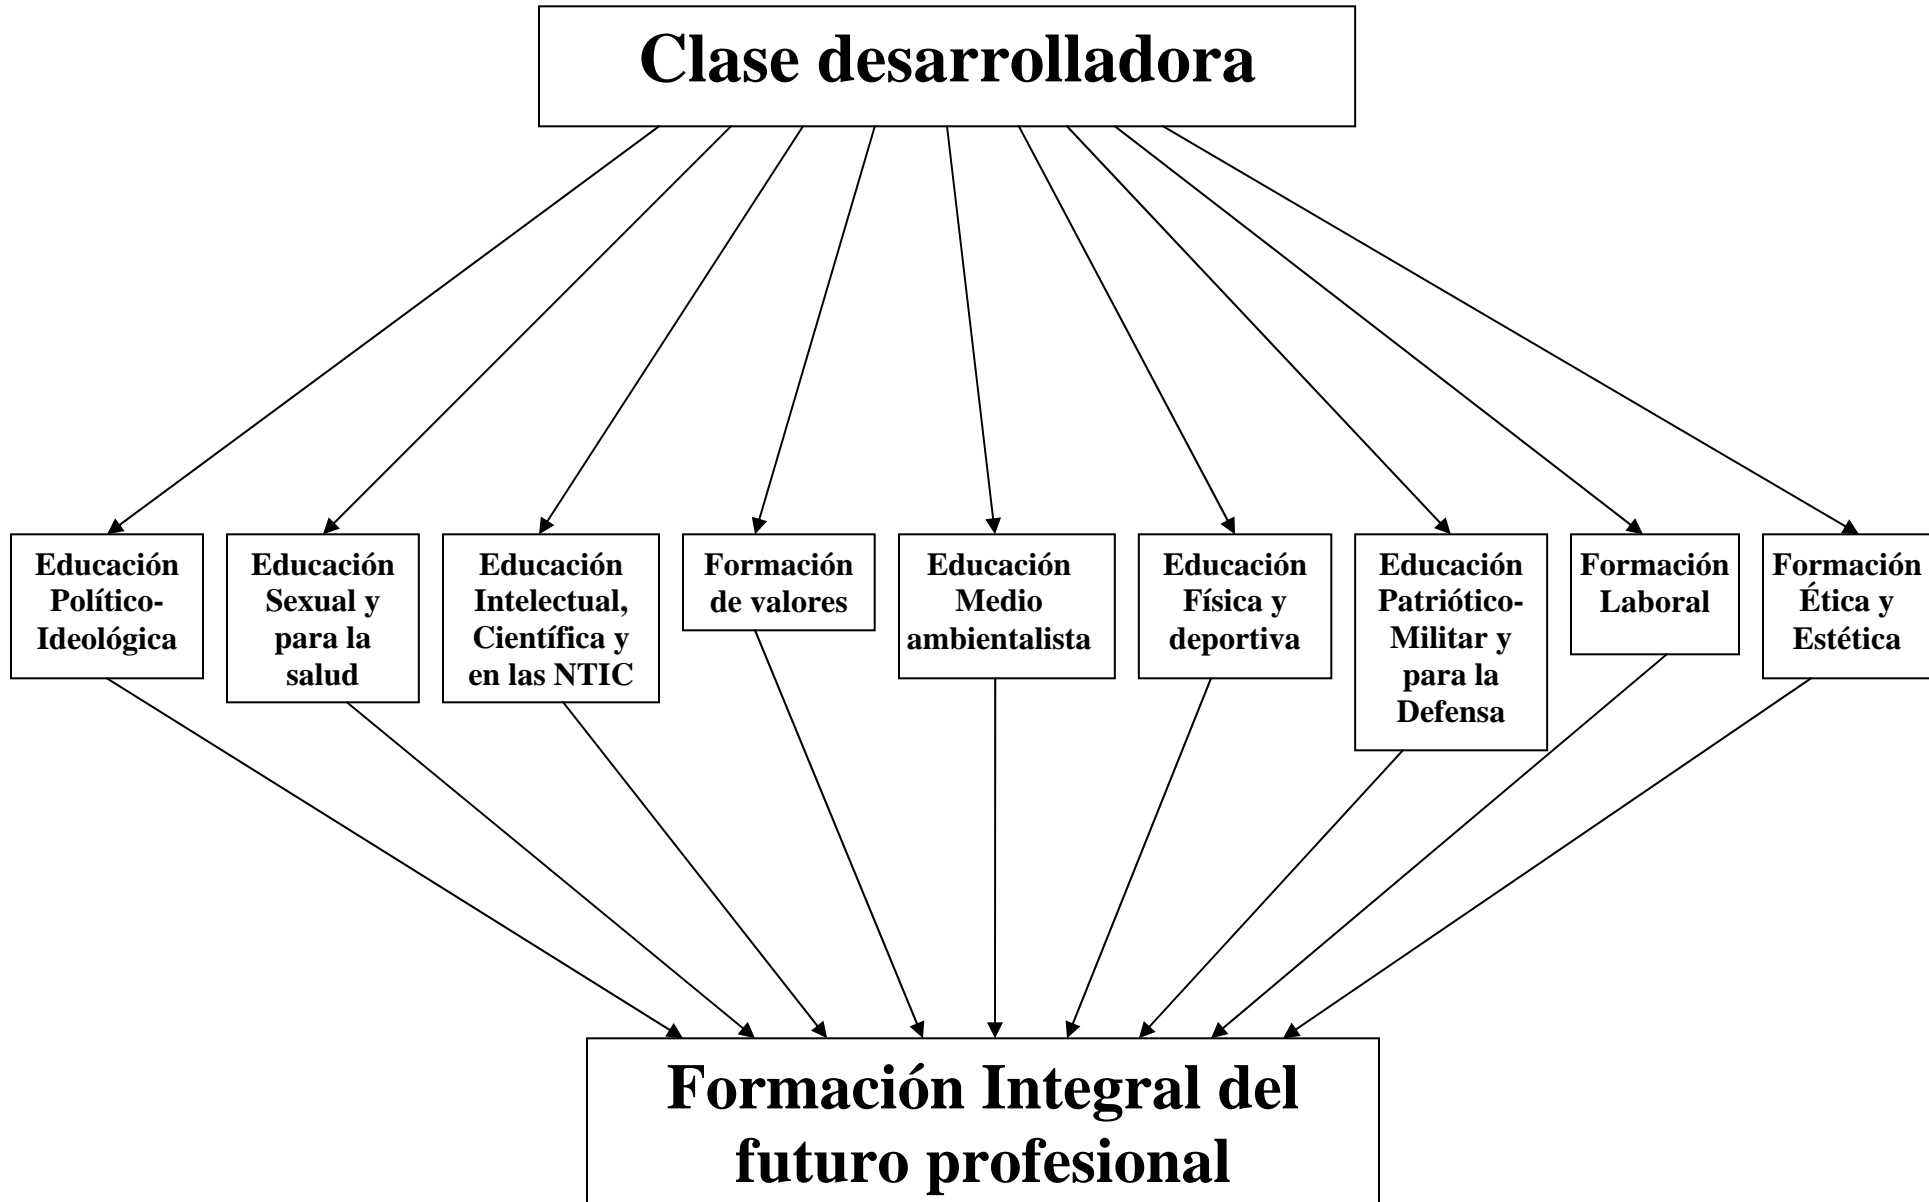 Clase desarrolladora
Educación
Político-
Ideológica
Educación
Sexual y
para la
salud
Educación
Intelectual,
Científica y
en las NTIC
Formación
de valores
Educación
Medio
ambientalista
Educación
Física y
deportiva
Educación
Patriótico-
Militar y
para la
Defensa
Formación
Laboral
Formación
Ética y
Estética
Formación Integral del
futuro profesional